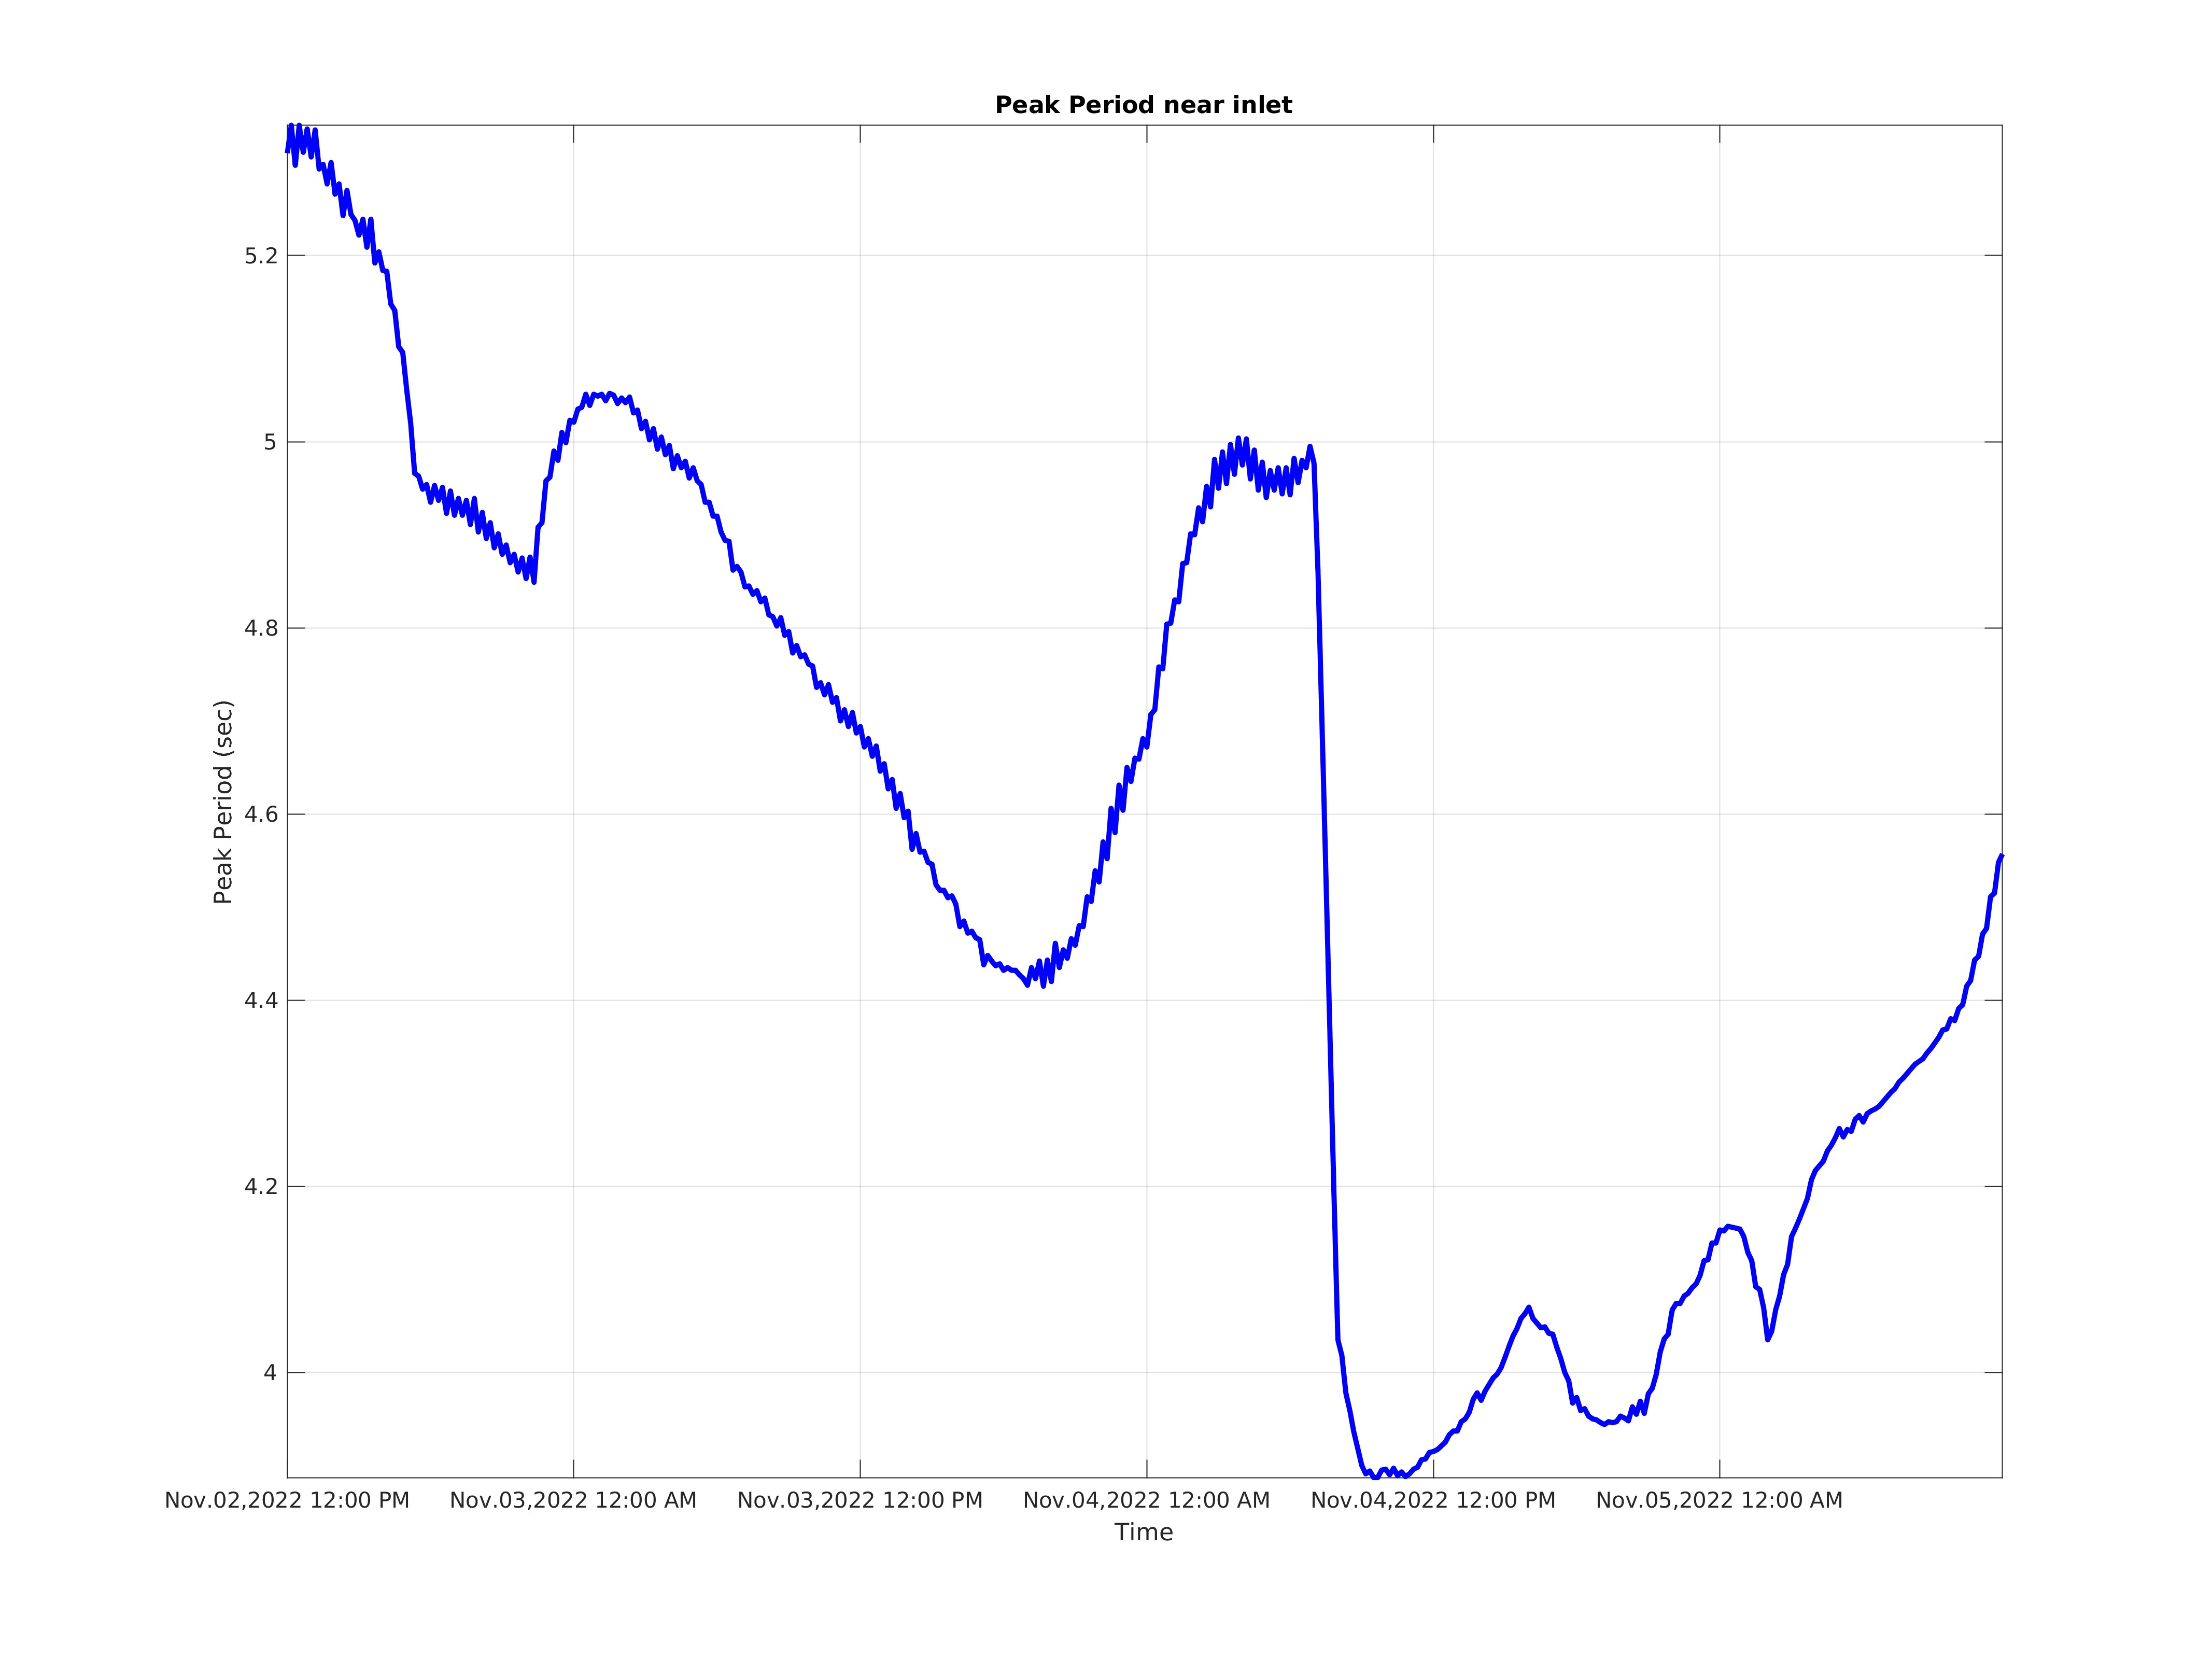 Peak Period near inlet
5.2
5
4.8
4.6
4.4
4.2
4
Peak Period (sec)
Nov.02,2022 12:00 PM
Nov.03,2022 12:00 AM
Nov.03,2022 12:00 PM
Nov.04,2022 12:00 AM
Nov.04,2022 12:00 PM
Nov.05,2022 12:00 AM
Time